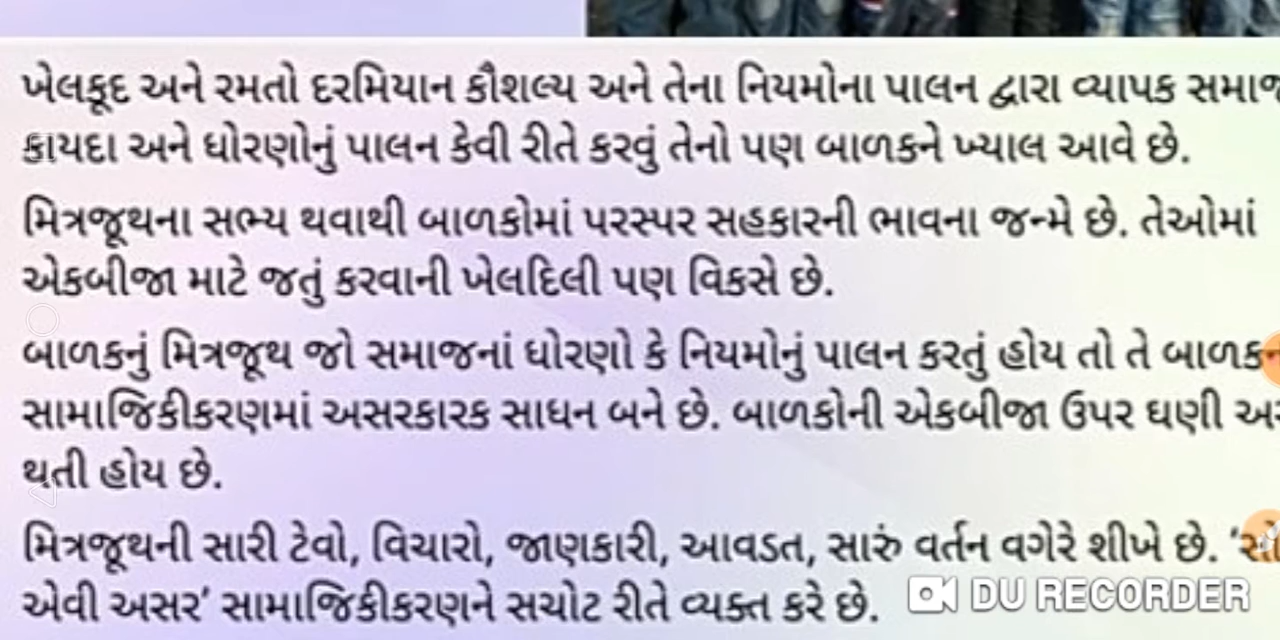 ખેલકૂદ અને રમતો દરમિયાન કૌશલ્ય અને તેના નિયમોના પાલન દ્વારા વ્યાપક
કાયદા અને ધોરણોનું પાલન કેવી રીતે કરવું તેનો પણ બાળકને ખ્યાલ આવે છે.
મિત્રજૂથના સભ્ય થવાથી બાળકોમાં પરસ્પર સહકારની ભાવના જન્મે છે. તેઓમાં
એકબીજા માટે જતું કરવાની ખેલદિલી પણ વિકસે છે.
બાળકનું મિત્રજૂથ જો સમાજનાં ધોરણો કે નિયમોનું પાલન કરતું હોય તો તે
સામાજિકીકરણમાં અસરકારક સાધન બને છે. બાળકોની એકબીજા ઉપર ઘણી
થતી હોય છે.
મિત્રજૂથની સારી ટેવો, વિચારો, જાણકારી, આવડત, સારું વર્તન વગેરે શીખે છે.
એવી અસર’ સામાજિકીકરણને સચોટ રીતે વ્યક્ત કરે છે.
DU RECORDER